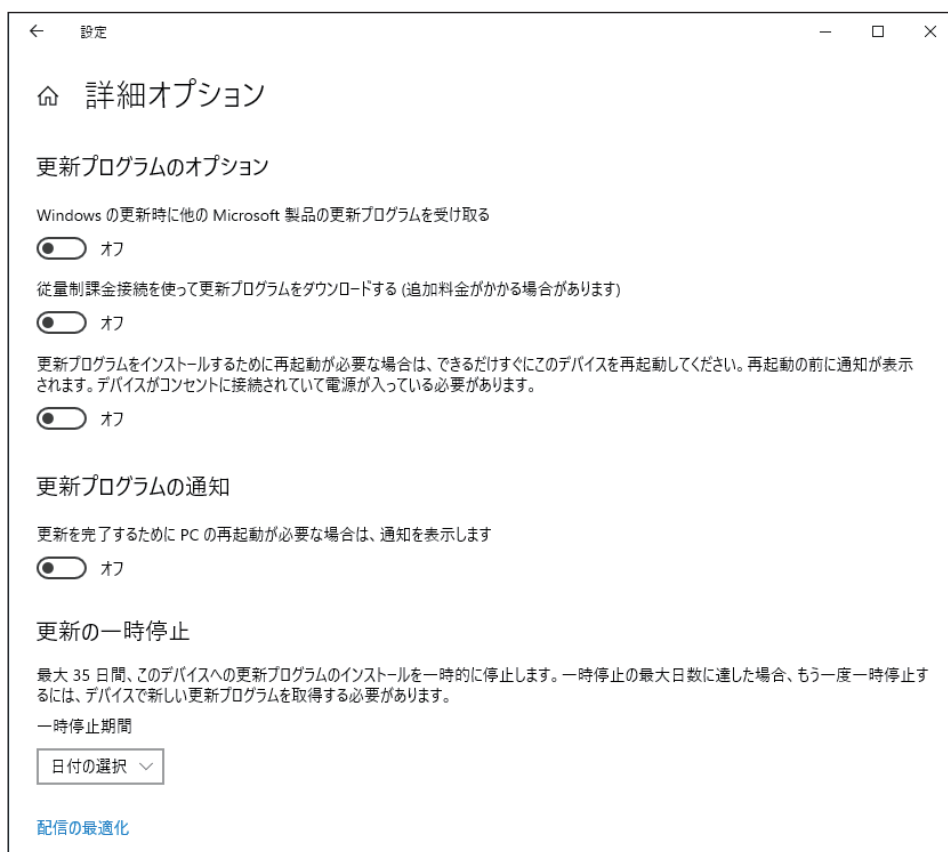 設定
詳細オプション
更新プログラムのオプション
Windows の更新時に他の Microsoft 製品の更新プログラムを受け取る
オフ
従量制課金接続を使って更新プログラムをダウンロードする (追加料金がかかる場合があります)
オフ
更新プログラムをインストールするために再起動が必要な場合は、できるだけすぐにこのデバイスを再起動してください。再起動の前に通知が表示
されます。デバイスがコンセントに接続されていて電源が入っている必要があります。
オフ
更新プログラムの通知
更新を完了するために PC の再起動が必要な場合は、通知を表示します
オフ
更新の一時停止
最大 35 日間、このデバイスへの更新プログラムのインストールを一時的に停止します。一時停止の最大日数に達した場合、もう一度一時停止す
るには、デバイスで新しい更新プログラムを取得する必要があります。
一時停止期間
日付の選択
配信の最適化